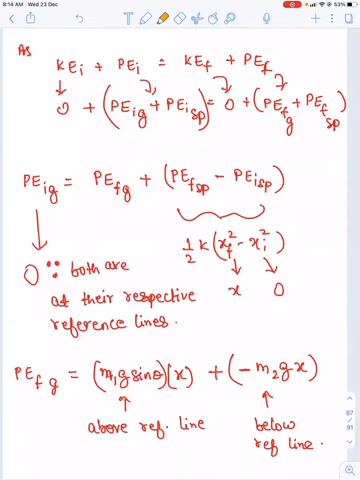 8:14 AM Wed 23 Dec
As
KEi + PEi = KEf + PEf
0 + (PEig + PEisp) = 0 + (PEfg + PEfsp)
PEig = PEfg + (PEfsp - PEisp)
1/2 k (xf² - xi²)
x 0
0 ∵ both are
at their respective
reference lines.
PEfg = (m₁g sinθ)(x) + (-m₂gx)
above ref. line
below
ref line.
87
91